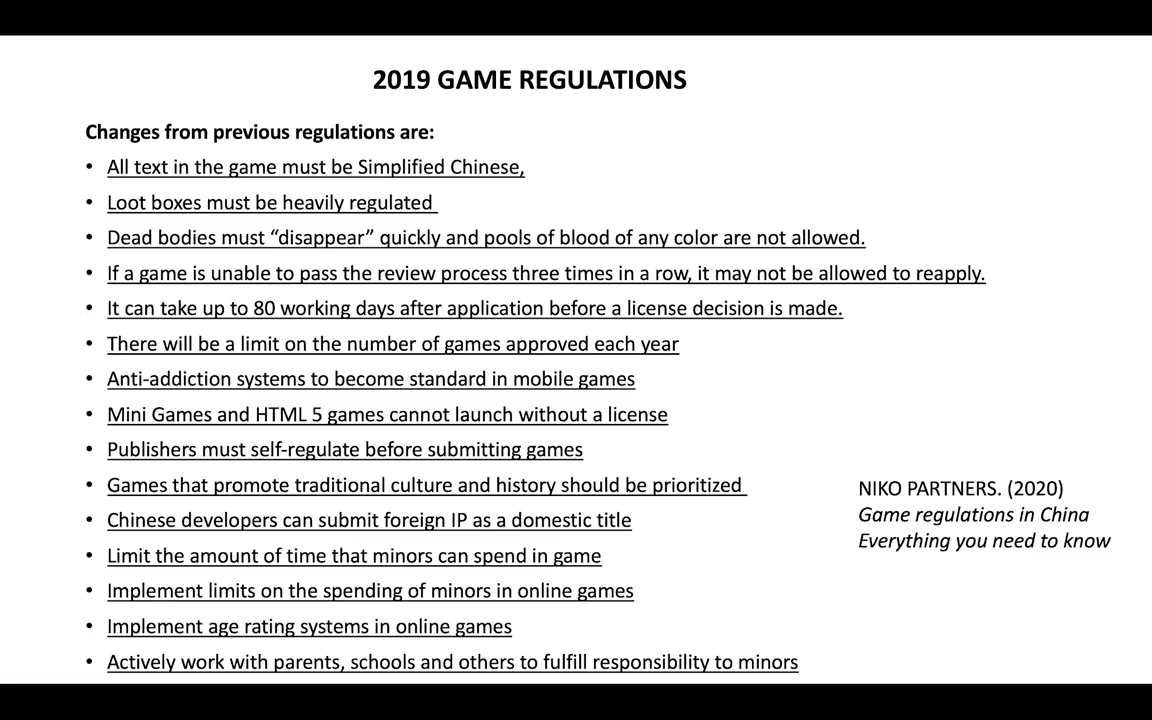 2019 GAME REGULATIONS
Changes from previous regulations are:
• All text in the game must be Simplified Chinese,
• Loot boxes must be heavily regulated
• Dead bodies must “disappear” quickly and pools of blood of any color are not allowed.
• If a game is unable to pass the review process three times in a row, it may not be allowed to reapply.
• It can take up to 80 working days after application before a license decision is made.
• There will be a limit on the number of games approved each year
• Anti-addiction systems to become standard in mobile games
• Mini Games and HTML 5 games cannot launch without a license
• Publishers must self-regulate before submitting games
• Games that promote traditional culture and history should be prioritized
• Chinese developers can submit foreign IP as a domestic title
• Limit the amount of time that minors can spend in game
• Implement limits on the spending of minors in online games
• Implement age rating systems in online games
• Actively work with parents, schools and others to fulfill responsibility to minors
NIKO PARTNERS. (2020)
Game regulations in China
Everything you need to know